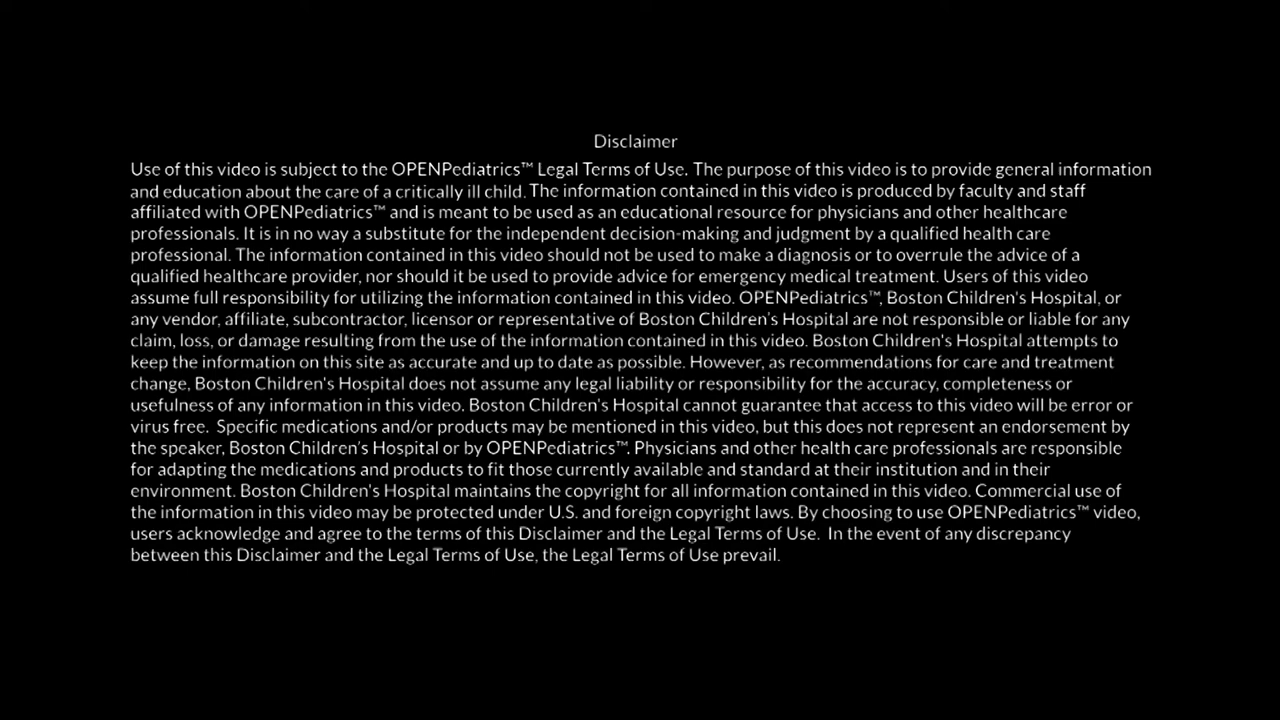 Disclaimer
Use of this video is subject to the OPENPediatrics™ Legal Terms of Use. The purpose of this video is to provide general information
and education about the care of a critically ill child. The information contained in this video is produced by faculty and staff
affiliated with OPENPediatrics™ and is meant to be used as an educational resource for physicians and other healthcare
professionals. It is in no way a substitute for the independent decision-making and judgment by a qualified health care
professional. The information contained in this video should not be used to make a diagnosis or to overrule the advice of a
qualified healthcare provider, nor should it be used to provide advice for emergency medical treatment. Users of this video
assume full responsibility for utilizing the information contained in this video. OPENPediatrics™, Boston Children's Hospital, or
any vendor, affiliate, subcontractor, licensor or representative of Boston Children’s Hospital are not responsible or liable for any
claim, loss, or damage resulting from the use of the information contained in this video. Boston Children's Hospital attempts to
keep the information on this site as accurate and up to date as possible. However, as recommendations for care and treatment
change, Boston Children's Hospital does not assume any legal liability or responsibility for the accuracy, completeness or
usefulness of any information in this video. Boston Children's Hospital cannot guarantee that access to this video will be error or
virus free.  Specific medications and/or products may be mentioned in this video, but this does not represent an endorsement by
the speaker, Boston Children’s Hospital or by OPENPediatrics™. Physicians and other health care professionals are responsible
for adapting the medications and products to fit those currently available and standard at their institution and in their
environment. Boston Children's Hospital maintains the copyright for all information contained in this video. Commercial use of
the information in this video may be protected under U.S. and foreign copyright laws. By choosing to use OPENPediatrics™ video,
users acknowledge and agree to the terms of this Disclaimer and the Legal Terms of Use.  In the event of any discrepancy
between this Disclaimer and the Legal Terms of Use, the Legal Terms of Use prevail.